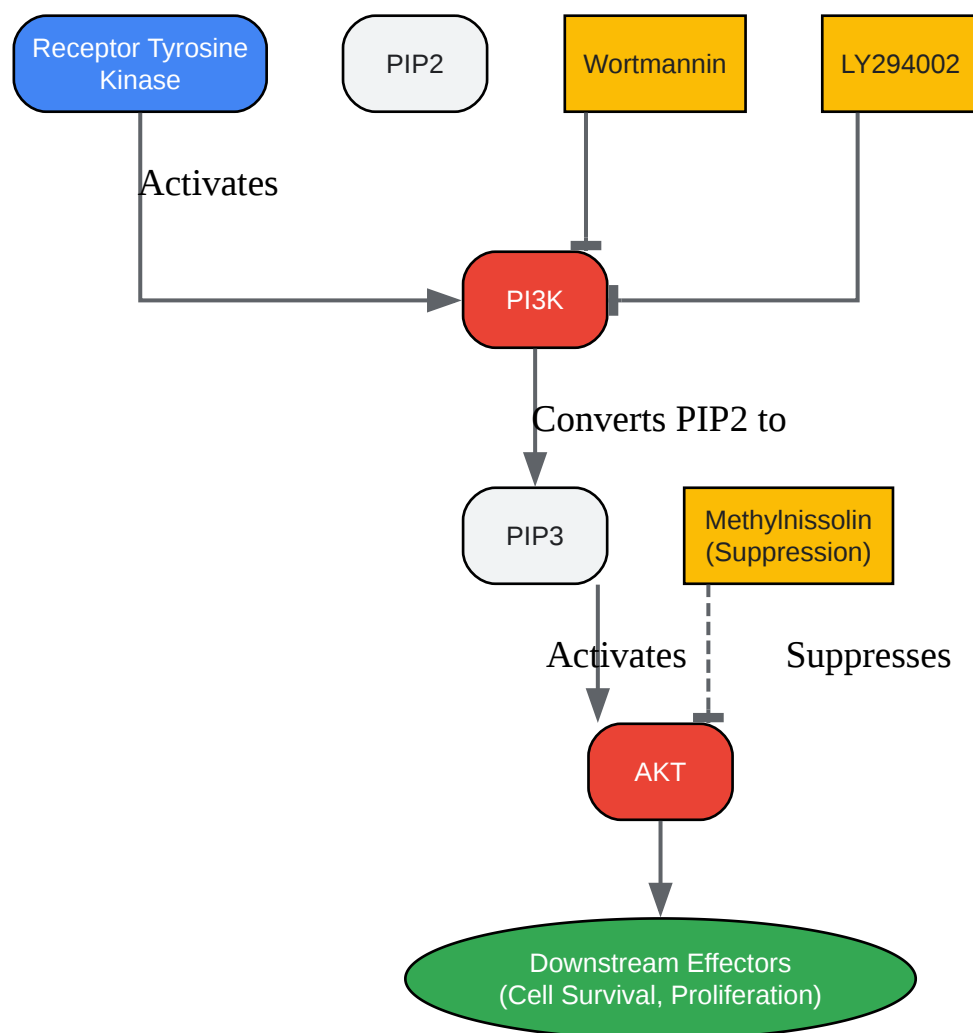 Receptor Tyrosine
Kinase
PIP2
Wortmannin
LY294002
Activates
PI3K
Converts PIP2 to
PIP3
Methylnissolin
(Suppression)
Activates
Suppresses
AKT
Downstream Effectors
(Cell Survival, Proliferation)